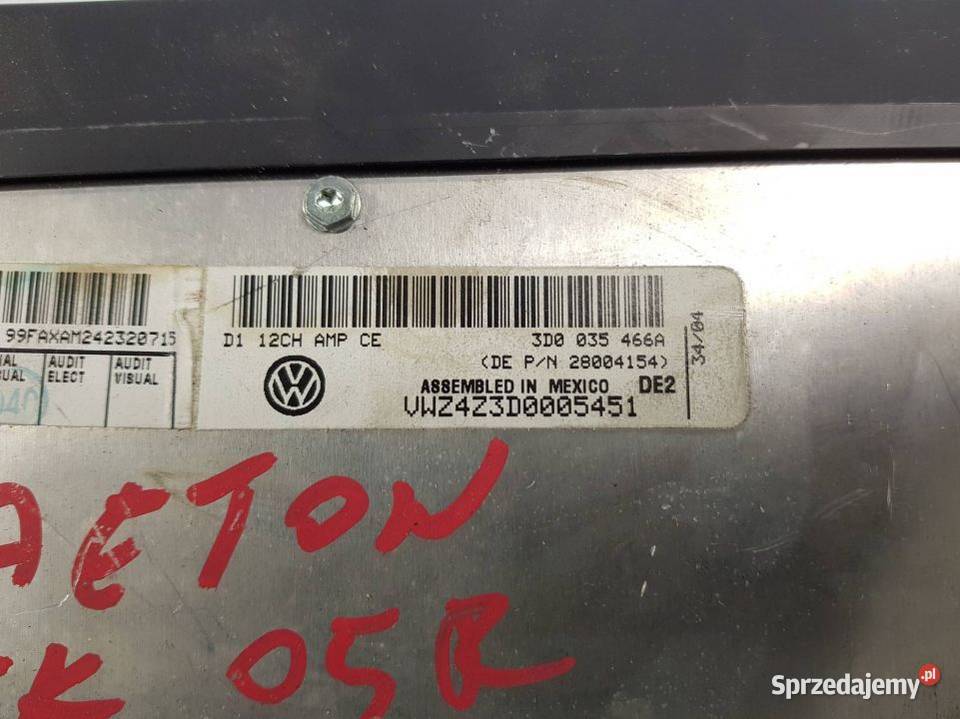 99FAXAM242320715
AUDIT ELECT
AUDIT VISUAL
D1 12CH AMP CE
3D0 035 466A
(DE P/N 28004154)
ASSEMBLED IN MEXICO DE2
VWZ4Z3D0005451
34/04
VW
AETON
05R
Sprzedajemy.pl